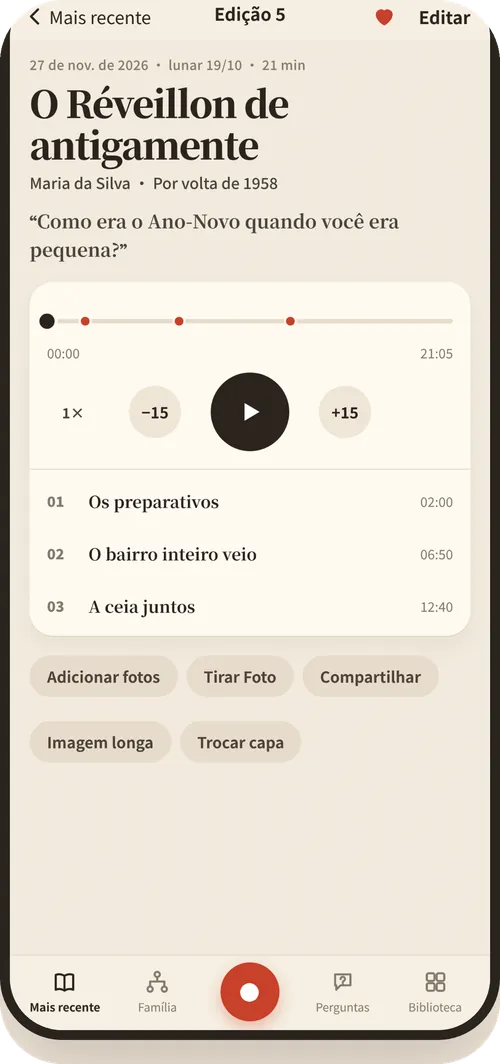 Mais recente
Edição 5
Editar
27 de nov. de 2026 • lunar 19/10 • 21 min
O Réveillon de
antigamente
Maria da Silva • Por volta de 1958
“Como era o Ano-Novo quando você era
pequena?”
00:00
21:05
1×
−15
+15
01 Os preparativos 02:00
02 O bairro inteiro veio 06:50
03 A ceia juntos 12:40
Adicionar fotos
Tirar Foto
Compartilhar
Imagem longa
Trocar capa
Mais recente
Família
Perguntas
Biblioteca